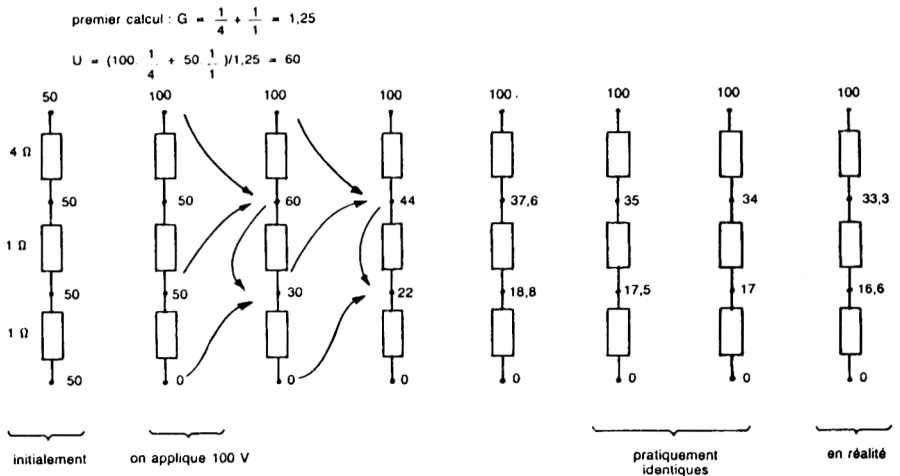 premier calcul : G = 1/4 + 1/1 = 1,25
U = (100. 1/4 + 50. 1/1)/1,25 = 60
50 100 100 100 100. 100 100 100
4 Ω
50 50 60 44 37,6 35 34 33,3
1 Ω
50 50 30 22 18,8 17,5 17 16,6
1 Ω
50 0 0 0 0 0 0 0
initialement on applique 100 V pratiquement en réalité
identiques